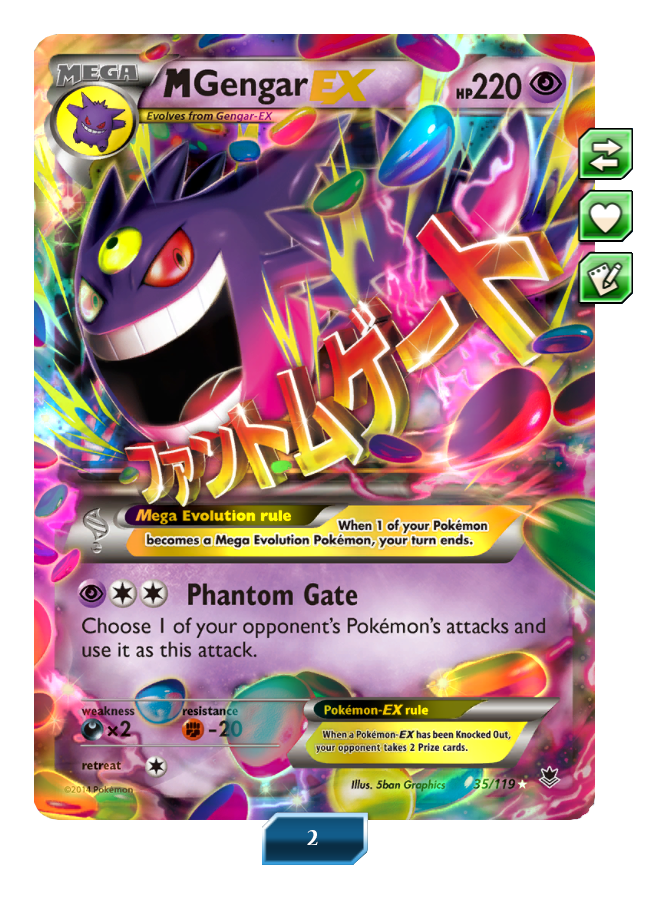 MEGA
MGengarEX
HP220
Evolves from Gengar-EX
ファントムゲート
Mega Evolution rule
When 1 of your Pokémon
becomes a Mega Evolution Pokémon, your turn ends.
Phantom Gate
Choose 1 of your opponent's Pokémon's attacks and
use it as this attack.
weakness
×2
resistance
-20
Pokémon-EX rule
When a Pokémon-EX has been Knocked Out,
your opponent takes 2 Prize cards.
retreat
©2014 Pokémon
Illus. 5ban Graphics
35/119
2